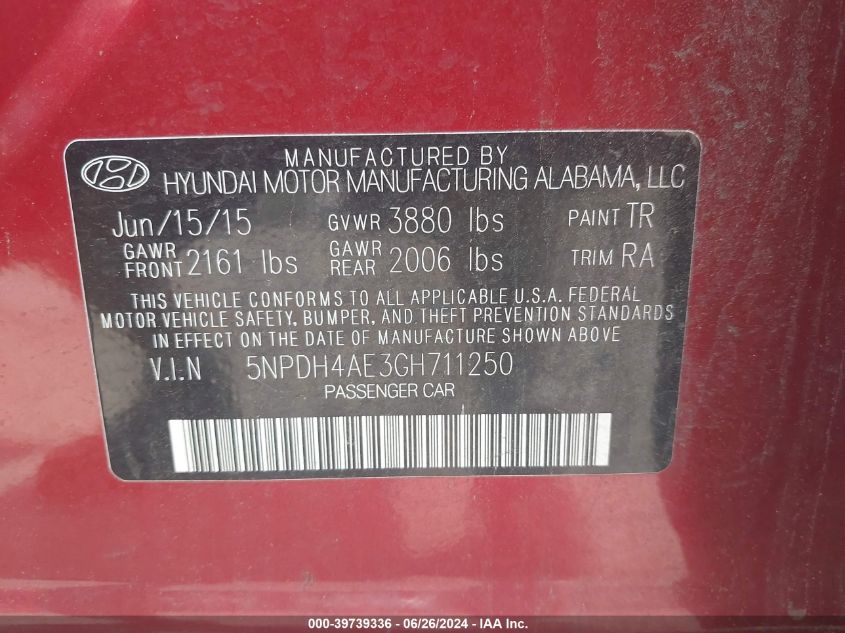 MANUFACTURED BY
HYUNDAI MOTOR MANUFACTURING ALABAMA, LLC
Jun/15/15 GVWR 3880 lbs PAINT TR
GAWR FRONT 2161 lbs GAWR REAR 2006 lbs TRIM RA
THIS VEHICLE CONFORMS TO ALL APPLICABLE U.S.A. FEDERAL
MOTOR VEHICLE SAFETY, BUMPER, AND THEFT PREVENTION STANDARDS
IN EFFECT ON THE DATE OF MANUFACTURE SHOWN ABOVE.
V.I.N 5NPDH4AE3GH711250
PASSENGER CAR
000-39739336 - 06/26/2024 - IAA Inc.